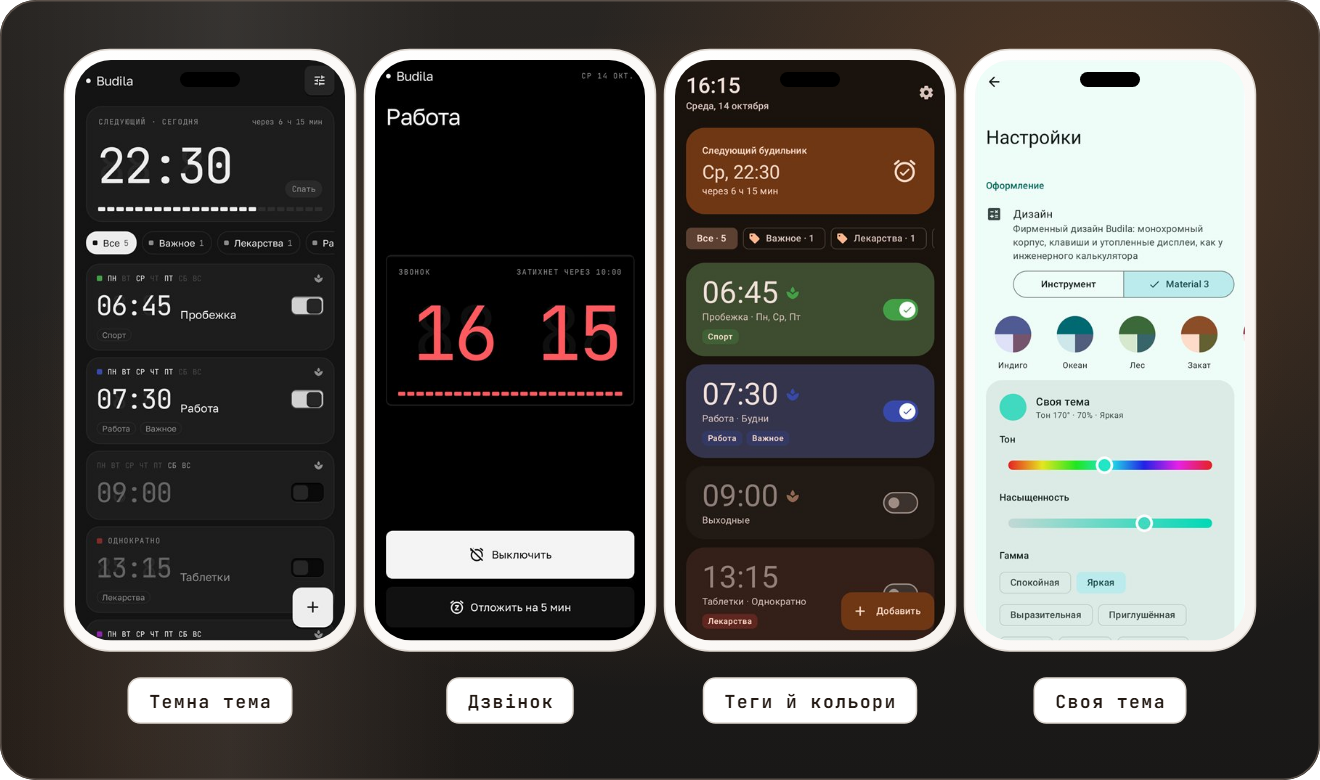 Budila
СЛЕДУЮЩИЙ · СЕГОДНЯ
через 6 ч 15 мин
22:30
Спать
Все 5
Важное 1
Лекарства 1
Ра
ПН ВТ СР ЧТ ПТ СБ ВС
06:45 Пробежка
Спорт
ПН ВТ СР ЧТ ПТ СБ ВС
07:30 Работа
Работа
Важное
ПН ВТ СР ЧТ ПТ СБ ВС
09:00
ОДНОКРАТНО
13:15 Таблетки
Лекарства
+
ПН ВТ СР ЧТ ПТ СБ ВС
Темна тема
Budila
СР 14 ОКТ.
Работа
ЗВОНОК
ЗАТИХНЕТ ЧЕРЕЗ 10:00
16 15
Выключить
Отложить на 5 мин
Дзвінок
16:15
Среда, 14 октября
Следующий будильник
Ср, 22:30
через 6 ч 15 мин
Все · 5
Важное · 1
Лекарства · 1
06:45
Пробежка · Пн, Ср, Пт
Спорт
07:30
Работа · Будни
Работа
Важное
09:00
Выходные
13:15
Таблетки · Однократно
Лекарства
+ Добавить
Теги й кольори
Настройки
Оформление
Дизайн
Фирменный дизайн Budila: монохромный
корпус, клавиши и утопленные дисплеи, как у
инженерного калькулятора
Инструмент
Material 3
Индиго
Океан
Лес
Закат
Своя тема
Тон 170° · 70% · Яркая
Тон
Насыщенность
Гамма
Спокойная
Яркая
Выразительная
Приглушённая
Своя тема